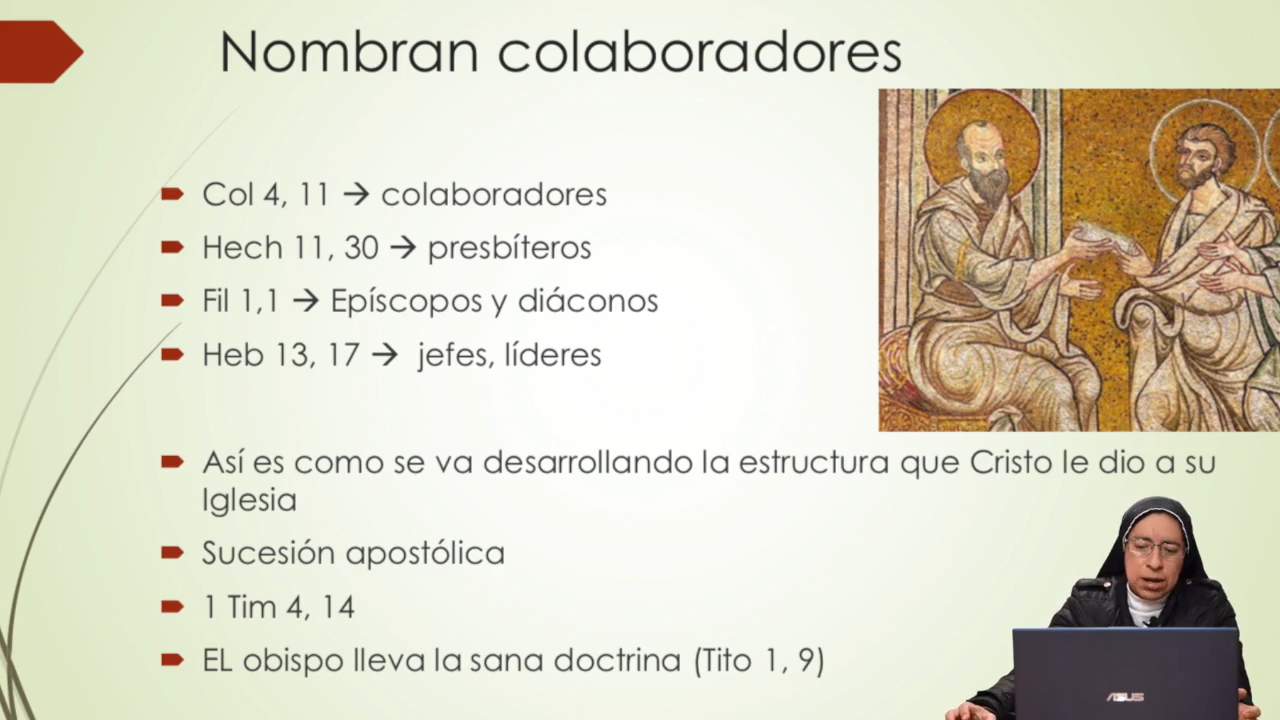 Nombran colaboradores
Col 4, 11 → colaboradores
Hech 11, 30 → presbíteros
Fil 1,1 → Epíscopos y diáconos
Heb 13, 17 → jefes, líderes
Así es como se va desarrollando la estructura que Cristo le dio a su
Iglesia
Sucesión apostólica
1 Tim 4, 14
EL obispo lleva la sana doctrina (Tito 1, 9)
ASUS